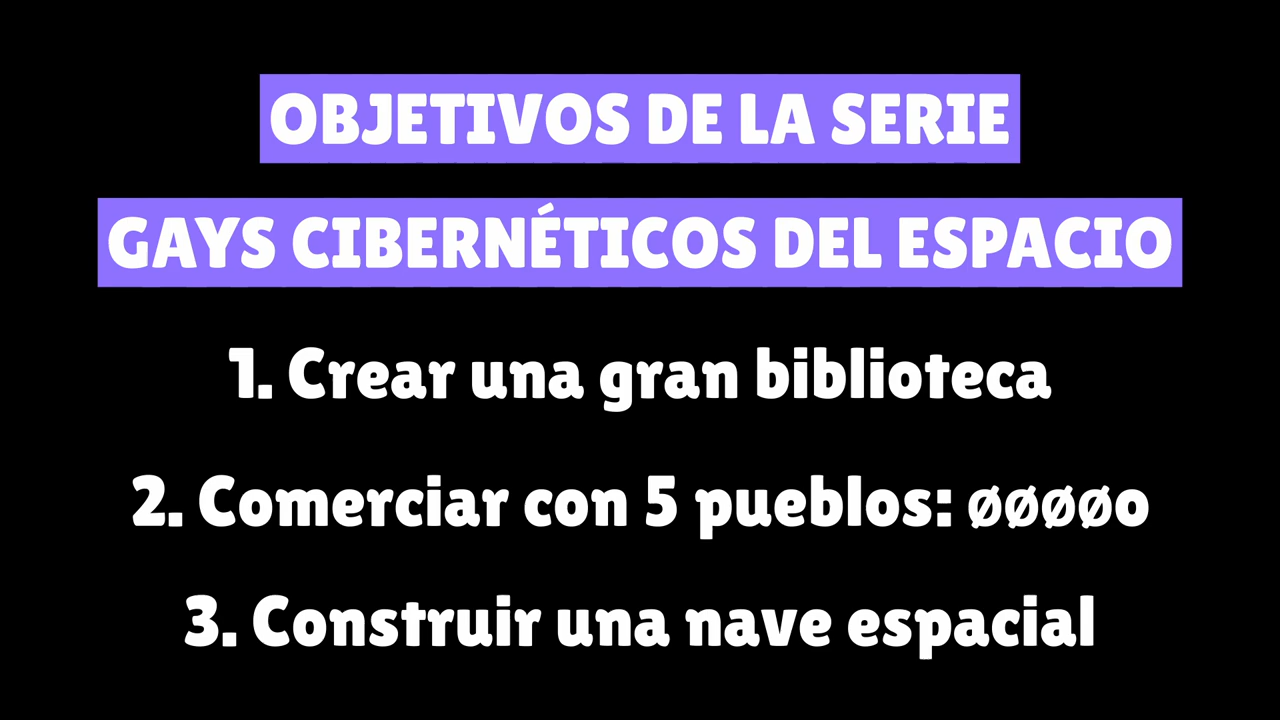 OBJETIVOS DE LA SERIE
GAYS CIBERNÉTICOS DEL ESPACIO
1. Crear una gran biblioteca
2. Comerciar con 5 pueblos: øøøøo
3. Construir una nave espacial